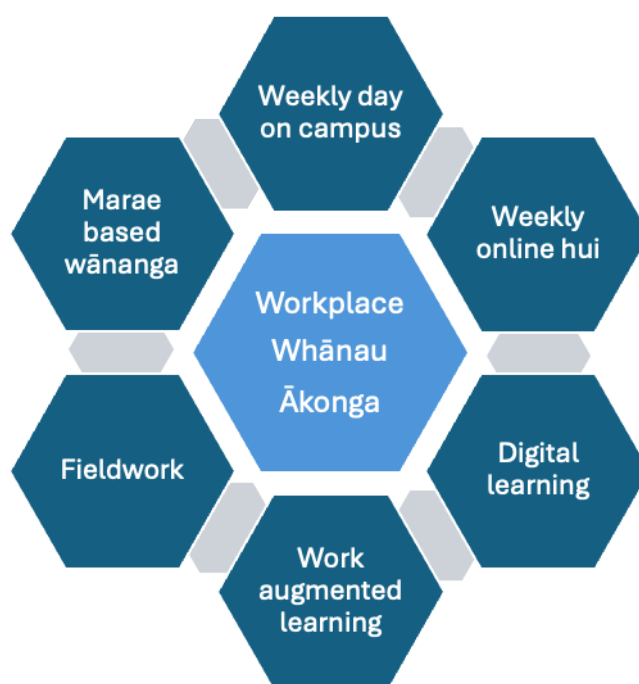 Weekly day
on campus
Weekly
online hui
Digital
learning
Work
augmented
learning
Fieldwork
Marae
based
wānanga
Workplace
Whānau
Ākonga